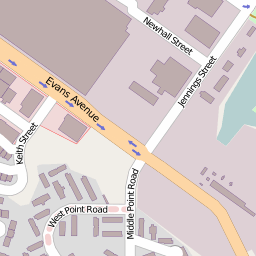 Newhall Street
Evans Avenue
Jennings Street
Keith Street
Middle Point Road
West Point Road